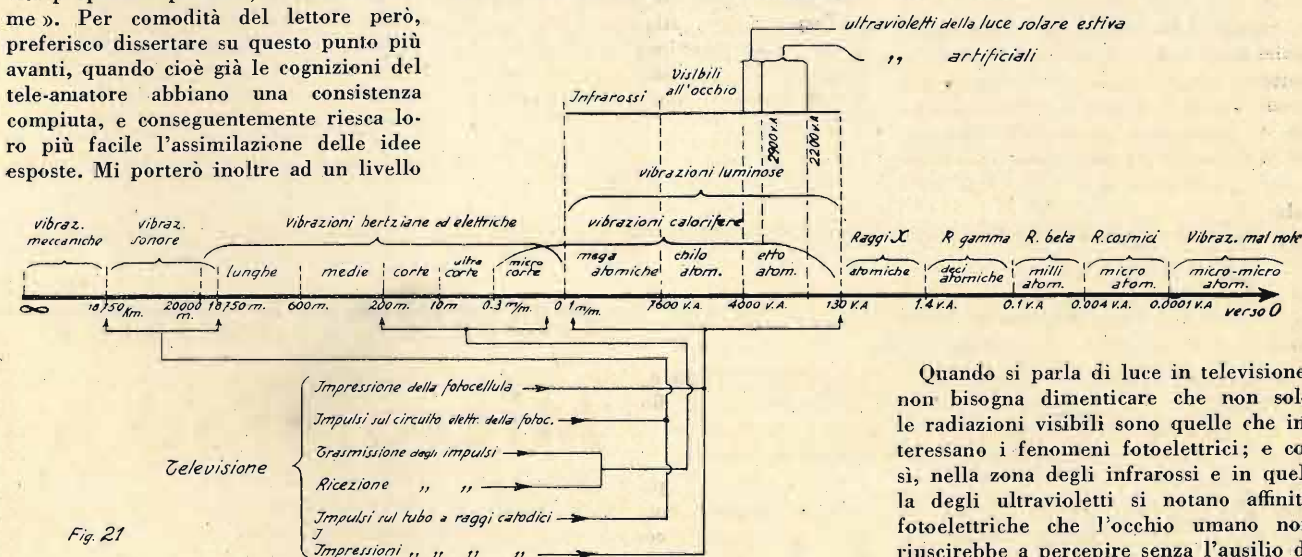 me ». Per comodità del lettore però,
preferisco dissertare su questo punto più
avanti, quando cioè già le cognizioni del
tele-amatore abbiano una consistenza
compiuta, e conseguentemente riesca lo-
ro più facile l'assimilazione delle idee
esposte. Mi porterò inoltre ad un livello
ultravioletti della luce solare estiva
,, artificiali
Infrarossi
Visibili
all'occhio
2900 v.A
2200 v.A
vibrazioni luminose
vibraz.
meccaniche
vibraz.
sonore
Vibrazioni hertziane ed elettriche
vibrazioni calorifere
Raggi X
R gamma
R. beta
R.cosmici
Vibraz. mal note
lunghe
medie
corte
ultra
corte
micro
corte
mega
atomiche
chilo
atom.
etto
atom.
atomiche
deci
atomiche
milli
atom.
micro
atom.
micro-micro
atom.
∞
18750 Km.
20000
m.
18750 m.
600m.
200m.
10m
0.3 m/m.
0.1 m/m.
7600 v.A.
4000 v.A.
130 v.A
1.4 v.A.
0.1 v.A
0.004 v.A.
0.0001 v.A
verso 0
Televisione
Impressione della fotocellula
Impulsi sul circuito elettr. della fotoc.
Trasmissione degli impulsi
Ricezione ,, ,,
Impulsi sul tubo a raggi catodici
J
Impressioni ,, ,, ,, ,,
Fig. 21
Quando si parla di luce in televisione
non bisogna dimenticare che non sol
le radiazioni visibili sono quelle che in
teressano i fenomeni fotoelettrici; e co
sì, nella zona degli infrarossi e in quel
la degli ultravioletti si notano affinit
fotoelettriche che l'occhio umano no
riuscirebbe a percepire senza l'ausilio d